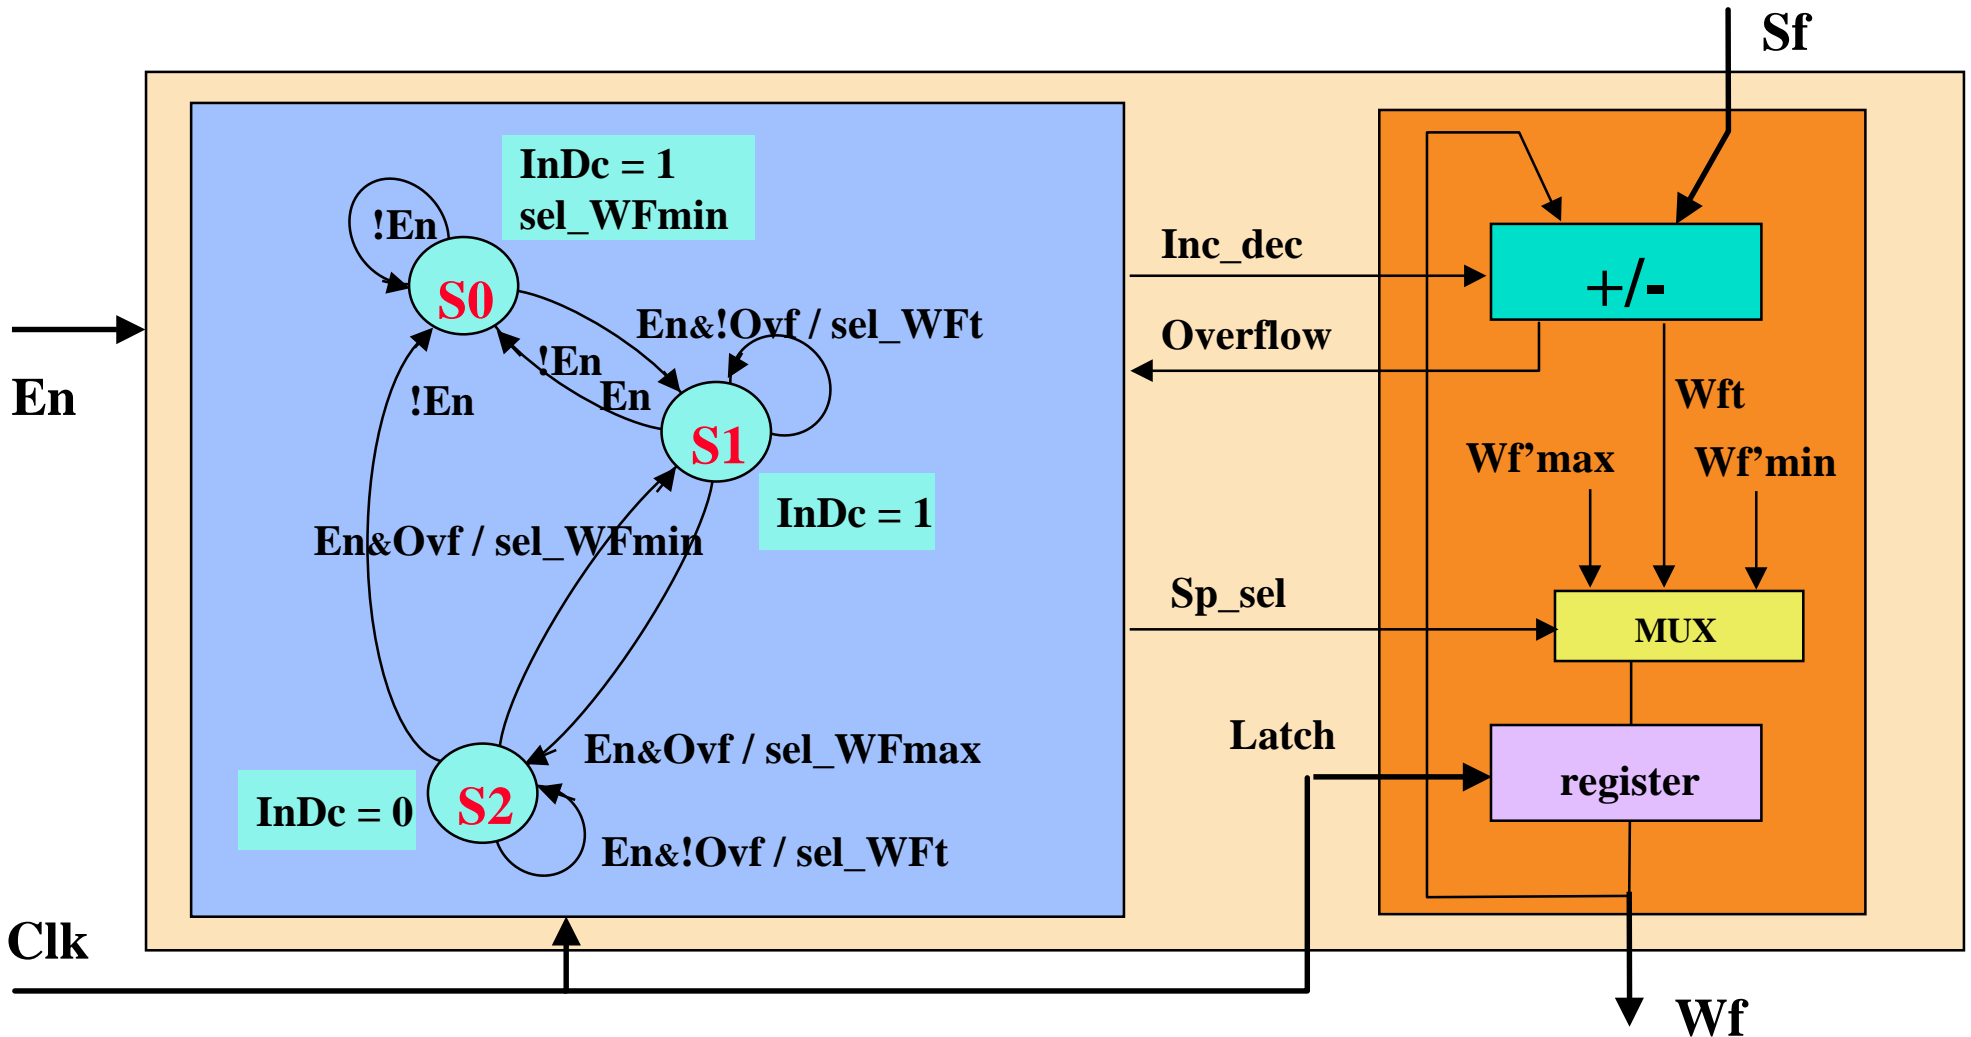 Sf
InDc = 1
sel_WFmin
!En
S0
Inc_dec
+/-
En&!Ovf / sel_WFt
Overflow
!En
En
!En
En
Wft
S1
Wf’max
Wf’min
InDc = 1
En&Ovf / sel_WFmin
Sp_sel
MUX
Latch
En&Ovf / sel_WFmax
register
InDc = 0
S2
En&!Ovf / sel_WFt
Clk
Wf